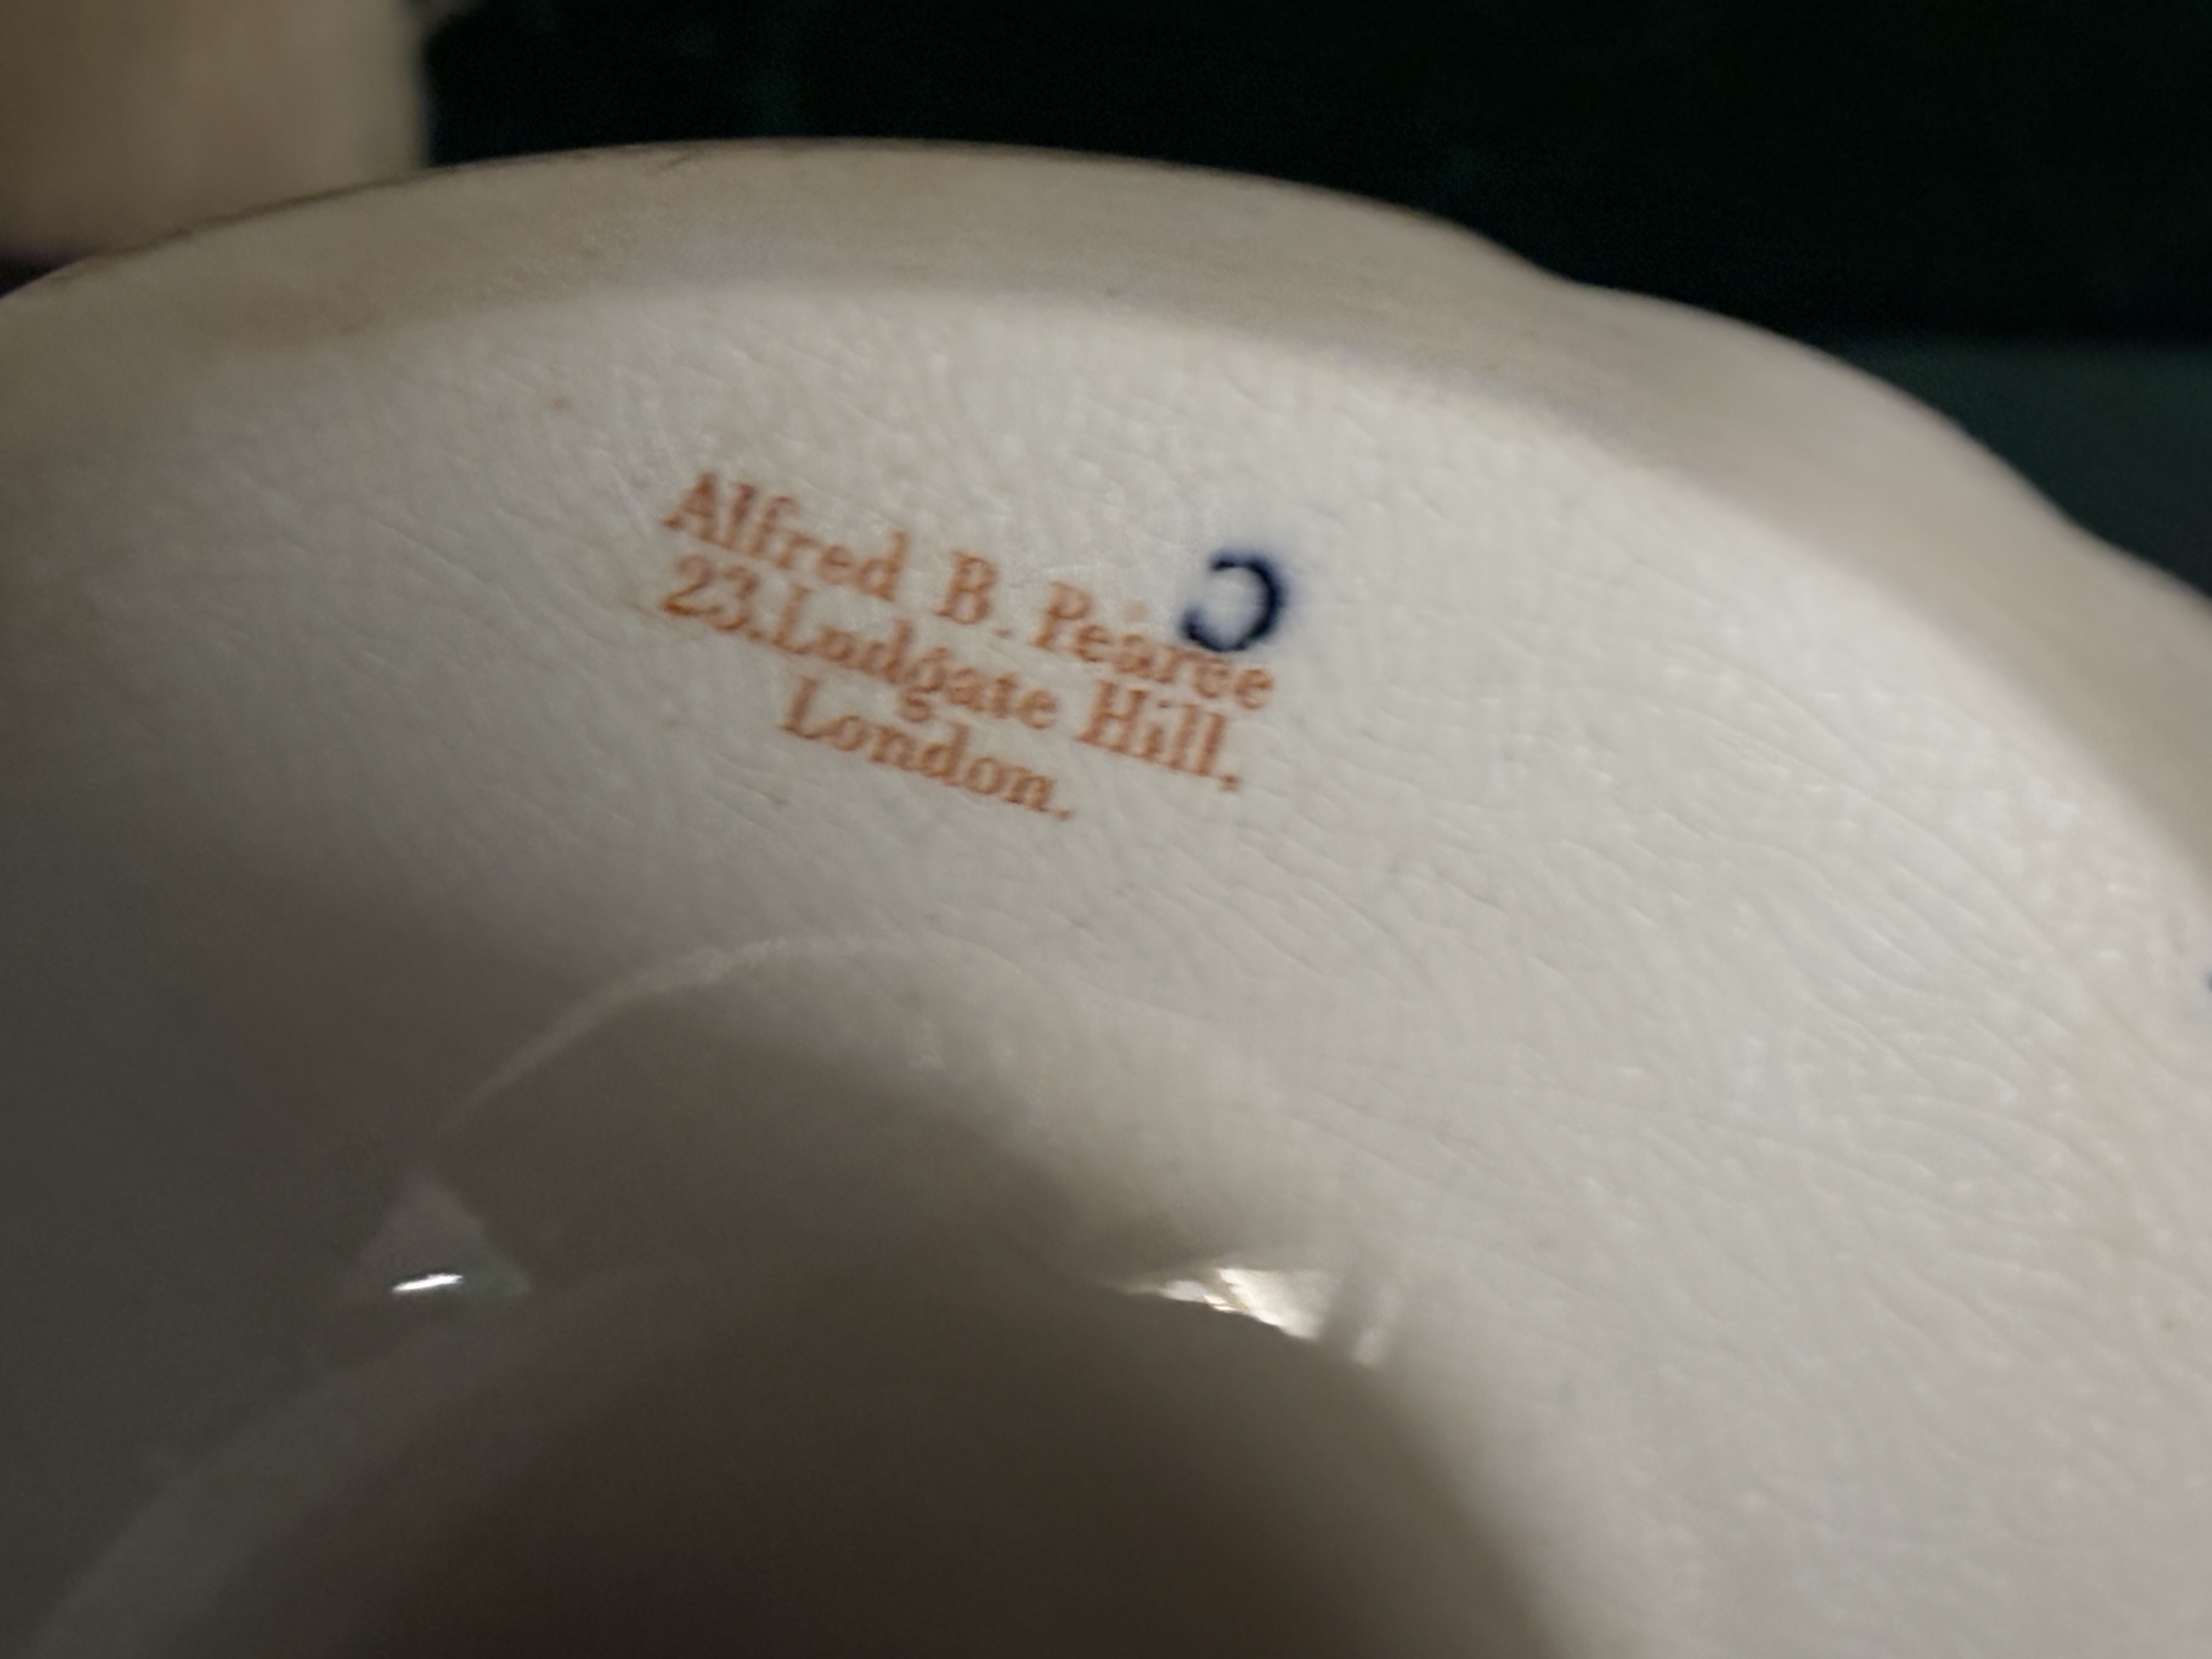 Alfred B. Pearce
23. Ludgate Hill,
London.